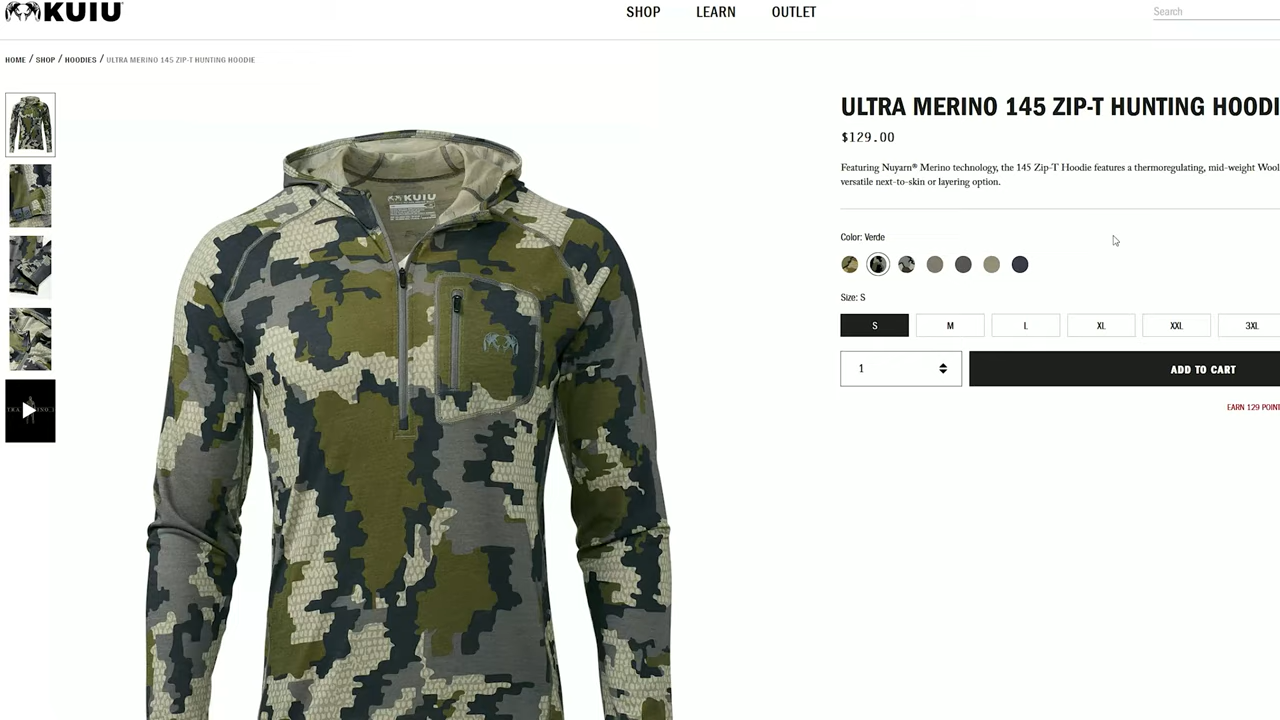 KUIU
SHOP LEARN OUTLET
Search
HOME / SHOP / HOODIES / ULTRA MERINO 145 ZIP-T HUNTING HOODIE
ULTRA MERINO 145 ZIP-T HUNTING HOODI
$129.00
Featuring Nuyarn® Merino technology, the 145 Zip-T Hoodie features a thermoregulating, mid-weight Wool
versatile next-to-skin or layering option.
Color: Verde
Size: S
S M L XL XXL 3XL
1 ADD TO CART
EARN 129 POIN
KUIU